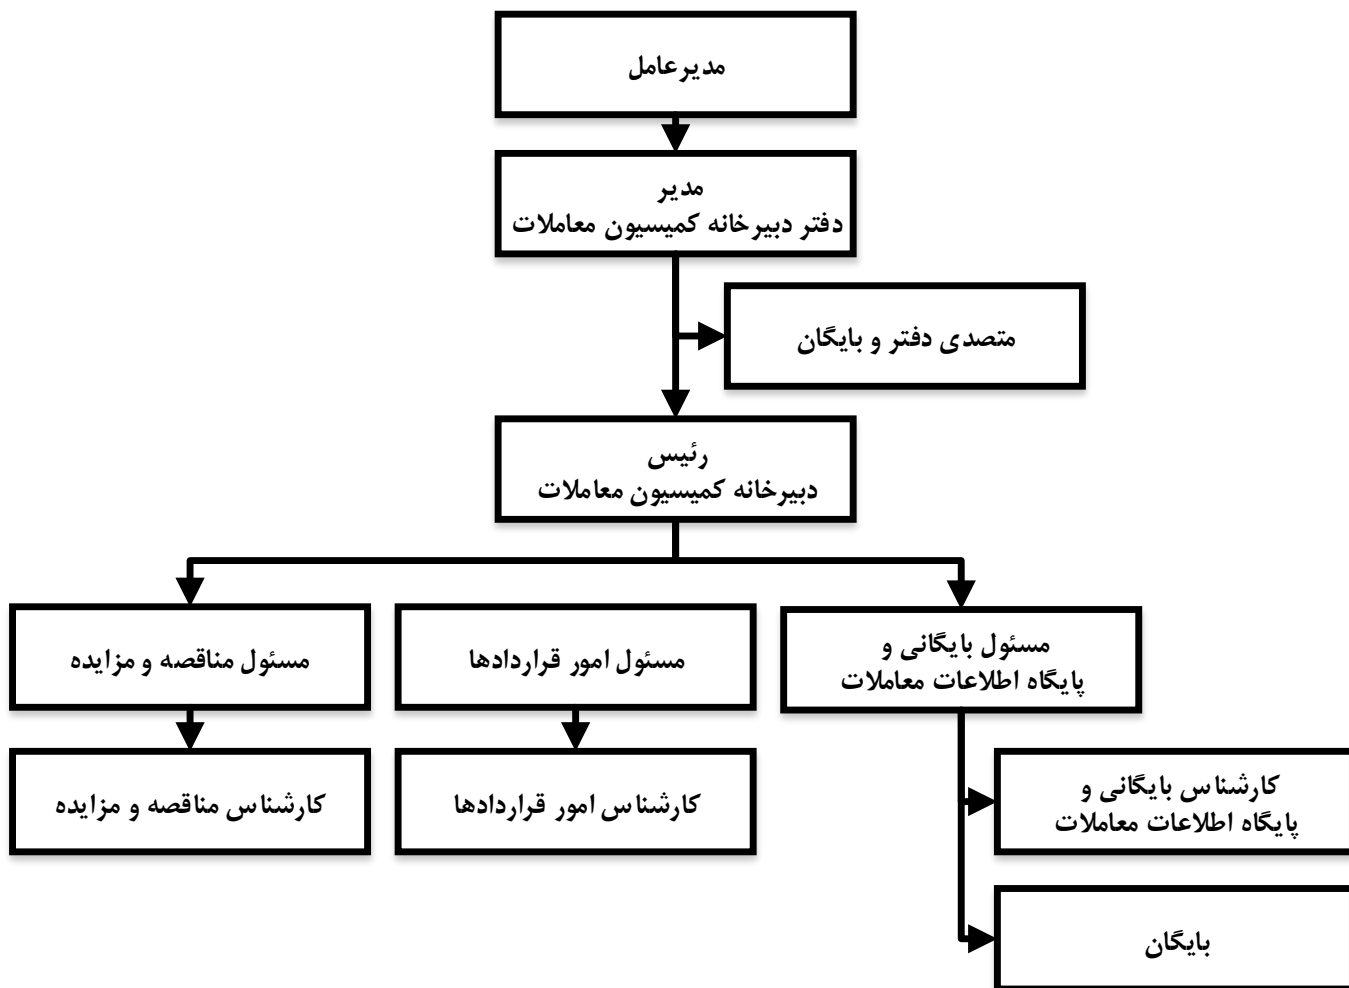 مدیرعامل
مدیر
دفتر دبیرخانه کمیسیون معاملات
متصدی دفتر و بایگان
رئیس
دبیرخانه کمیسیون معاملات
مسئول بایگانی و
پایگاه اطلاعات معاملات
مسئول امور قراردادها
مسئول مناقصه و مزایده
کارشناس بایگانی و
پایگاه اطلاعات معاملات
کارشناس امور قراردادها
کارشناس مناقصه و مزایده
بایگان